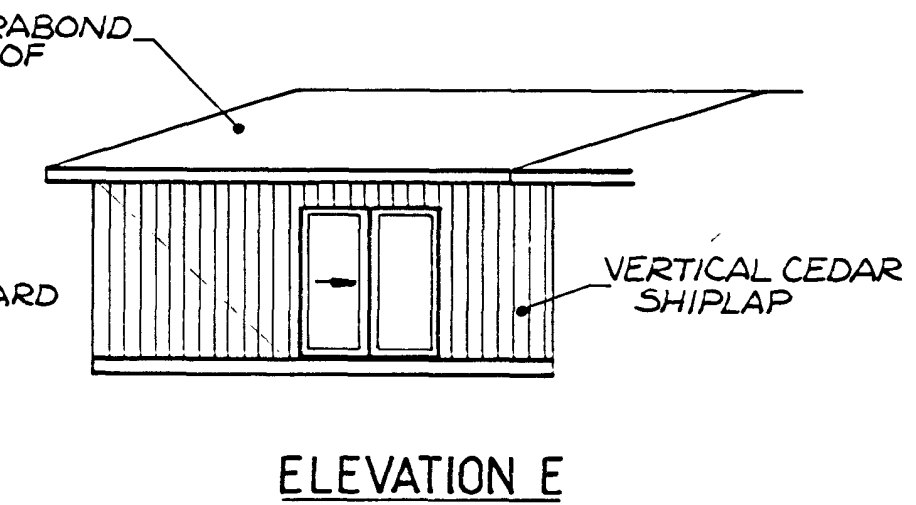 RABOND
OF
ARD
VERTICAL CEDAR
SHIPLAP
ELEVATION E